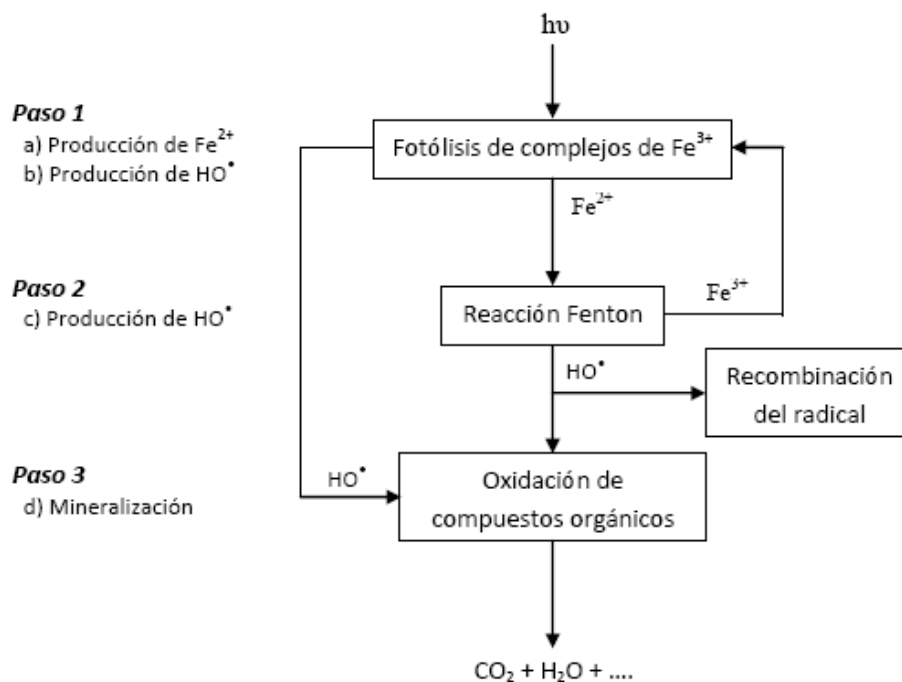 hυ
Paso 1
a) Producción de Fe²⁺
b) Producción de HO•
Fotólisis de complejos de Fe³⁺
Fe²⁺
Paso 2
c) Producción de HO•
Reacción Fenton
Fe³⁺
HO•
Recombinación
del radical
Paso 3
d) Mineralización
HO•
Oxidación de
compuestos orgánicos
CO₂ + H₂O + ....